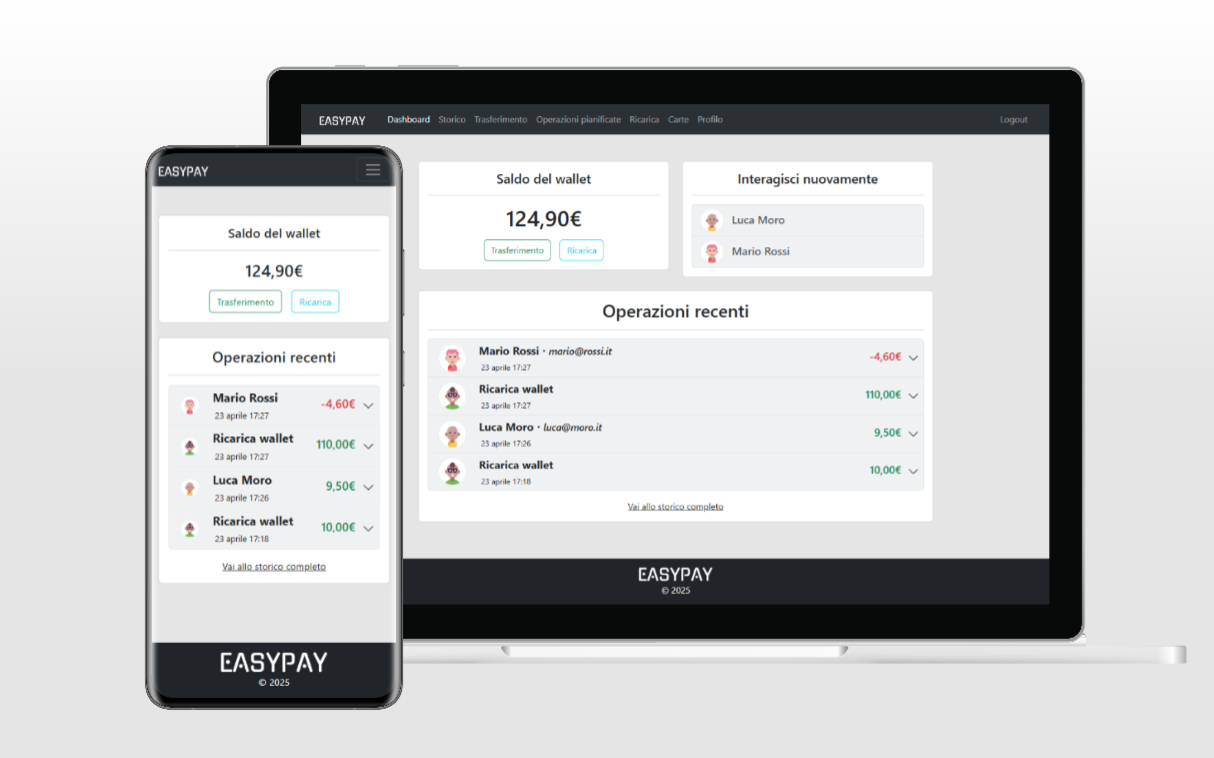 EASYPAY Dashboard Storico Trasferimento Operazioni pianificate Ricarica Carte Profilo Logout
Saldo del wallet
124,90€
Trasferimento Ricarica
Interagisci nuovamente
Luca Moro
Mario Rossi
Operazioni recenti
Mario Rossi · mario@rossi.it -4,60€
23 aprile 17:27
Ricarica wallet 110,00€
23 aprile 17:27
Luca Moro · luca@moro.it 9,50€
23 aprile 17:26
Ricarica wallet 10,00€
23 aprile 17:18
Vai allo storico completo
EASYPAY
© 2025
EASYPAY
Saldo del wallet
124,90€
Trasferimento Ricarica
Operazioni recenti
Mario Rossi -4,60€
23 aprile 17:27
Ricarica wallet 110,00€
23 aprile 17:27
Luca Moro 9,50€
23 aprile 17:26
Ricarica wallet 10,00€
23 aprile 17:18
Vai allo storico completo
EASYPAY
© 2025